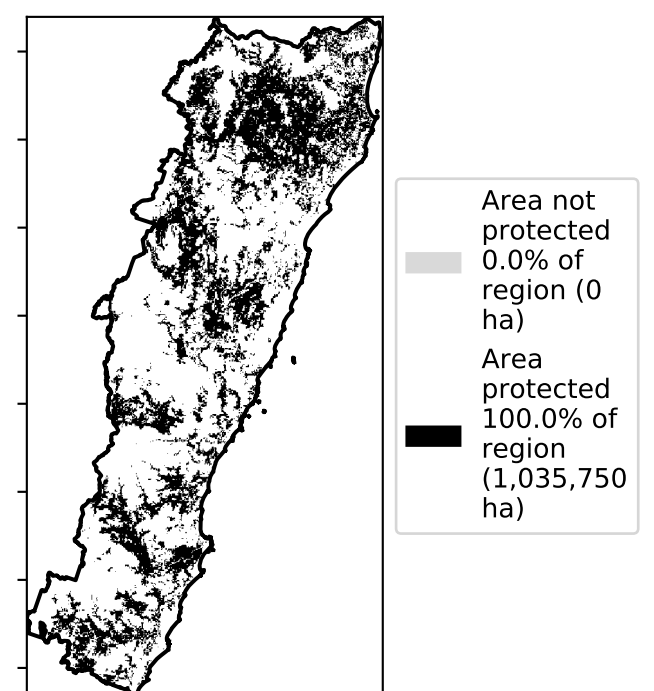 Area not
protected
0.0% of
region (0
ha)
Area
protected
100.0% of
region
(1,035,750
ha)